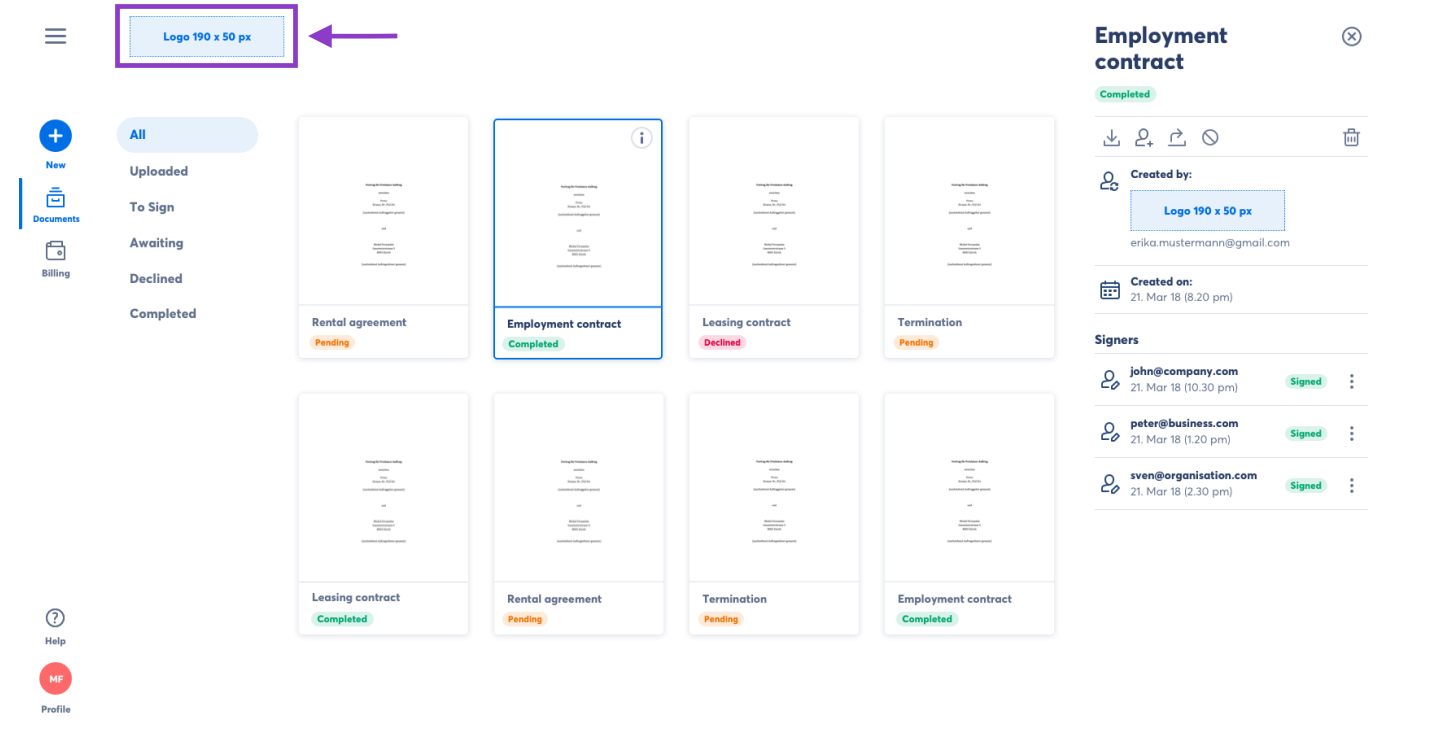 Logo 190 x 50 px
New
Documents
Billing
Help
MF
Profile
All
Uploaded
To Sign
Awaiting
Declined
Completed
Rental agreement
Pending
Employment contract
Completed
Leasing contract
Declined
Termination
Pending
Leasing contract
Completed
Rental agreement
Pending
Termination
Pending
Employment contract
Completed
Employment
contract
Completed
Created by:
Logo 190 x 50 px
erika.mustermann@gmail.com
Created on:
21. Mar 18 (8.20 pm)
Signers
john@company.com
21. Mar 18 (10.30 pm)
Signed
peter@business.com
21. Mar 18 (1.20 pm)
Signed
sven@organisation.com
21. Mar 18 (2.30 pm)
Signed